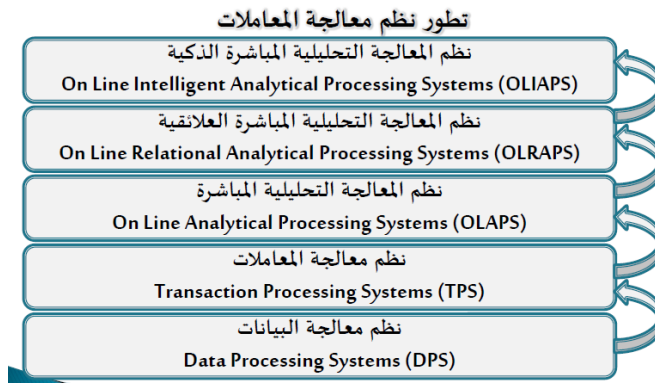 تطور نظم معالجة المعاملات
نظم المعالجة التحليلية المباشرة الذكية
On Line Intelligent Analytical Processing Systems (OLIAPS)
نظم المعالجة التحليلية المباشرة العلائقية
On Line Relational Analytical Processing Systems (OLRAPS)
نظم المعالجة التحليلية المباشرة
On Line Analytical Processing Systems (OLAPS)
نظم معالجة المعاملات
Transaction Processing Systems (TPS)
نظم معالجة البيانات
Data Processing Systems (DPS)